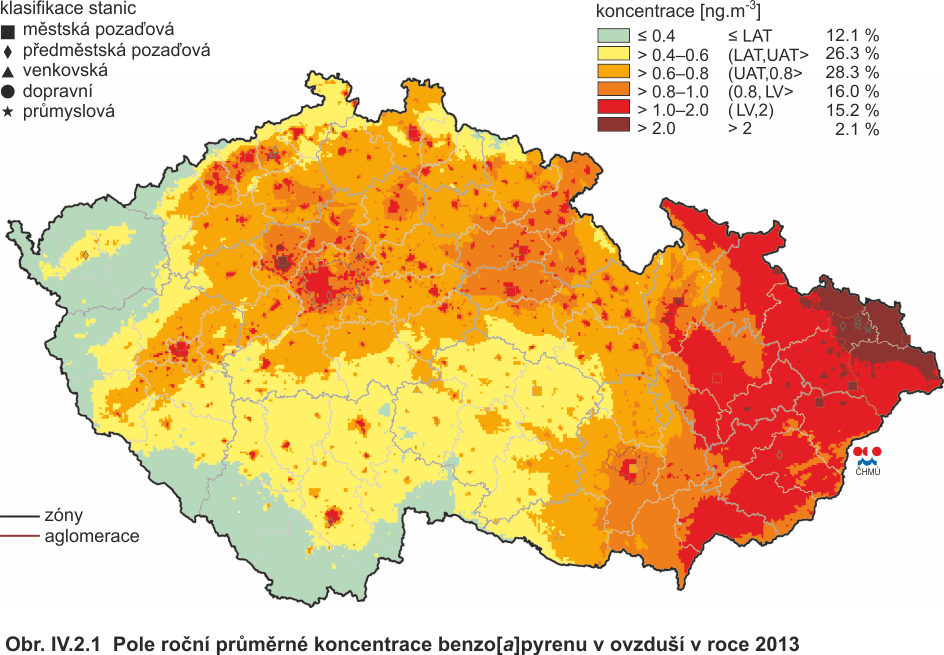 klasifikace stanic
městská pozaďová
předměstská pozaďová
venkovská
dopravní
průmyslová
koncentrace [ng.m-3]
≤ 0.4 ≤ LAT 12.1 %
> 0.4–0.6 (LAT,UAT> 26.3 %
> 0.6–0.8 (UAT,0.8> 28.3 %
> 0.8–1.0 (0.8, LV> 16.0 %
> 1.0–2.0 ( LV,2) 15.2 %
> 2.0 > 2 2.1 %
ČHMÚ
zóny
aglomerace
Obr. IV.2.1 Pole roční průměrné koncentrace benzo[a]pyrenu v ovzduší v roce 2013